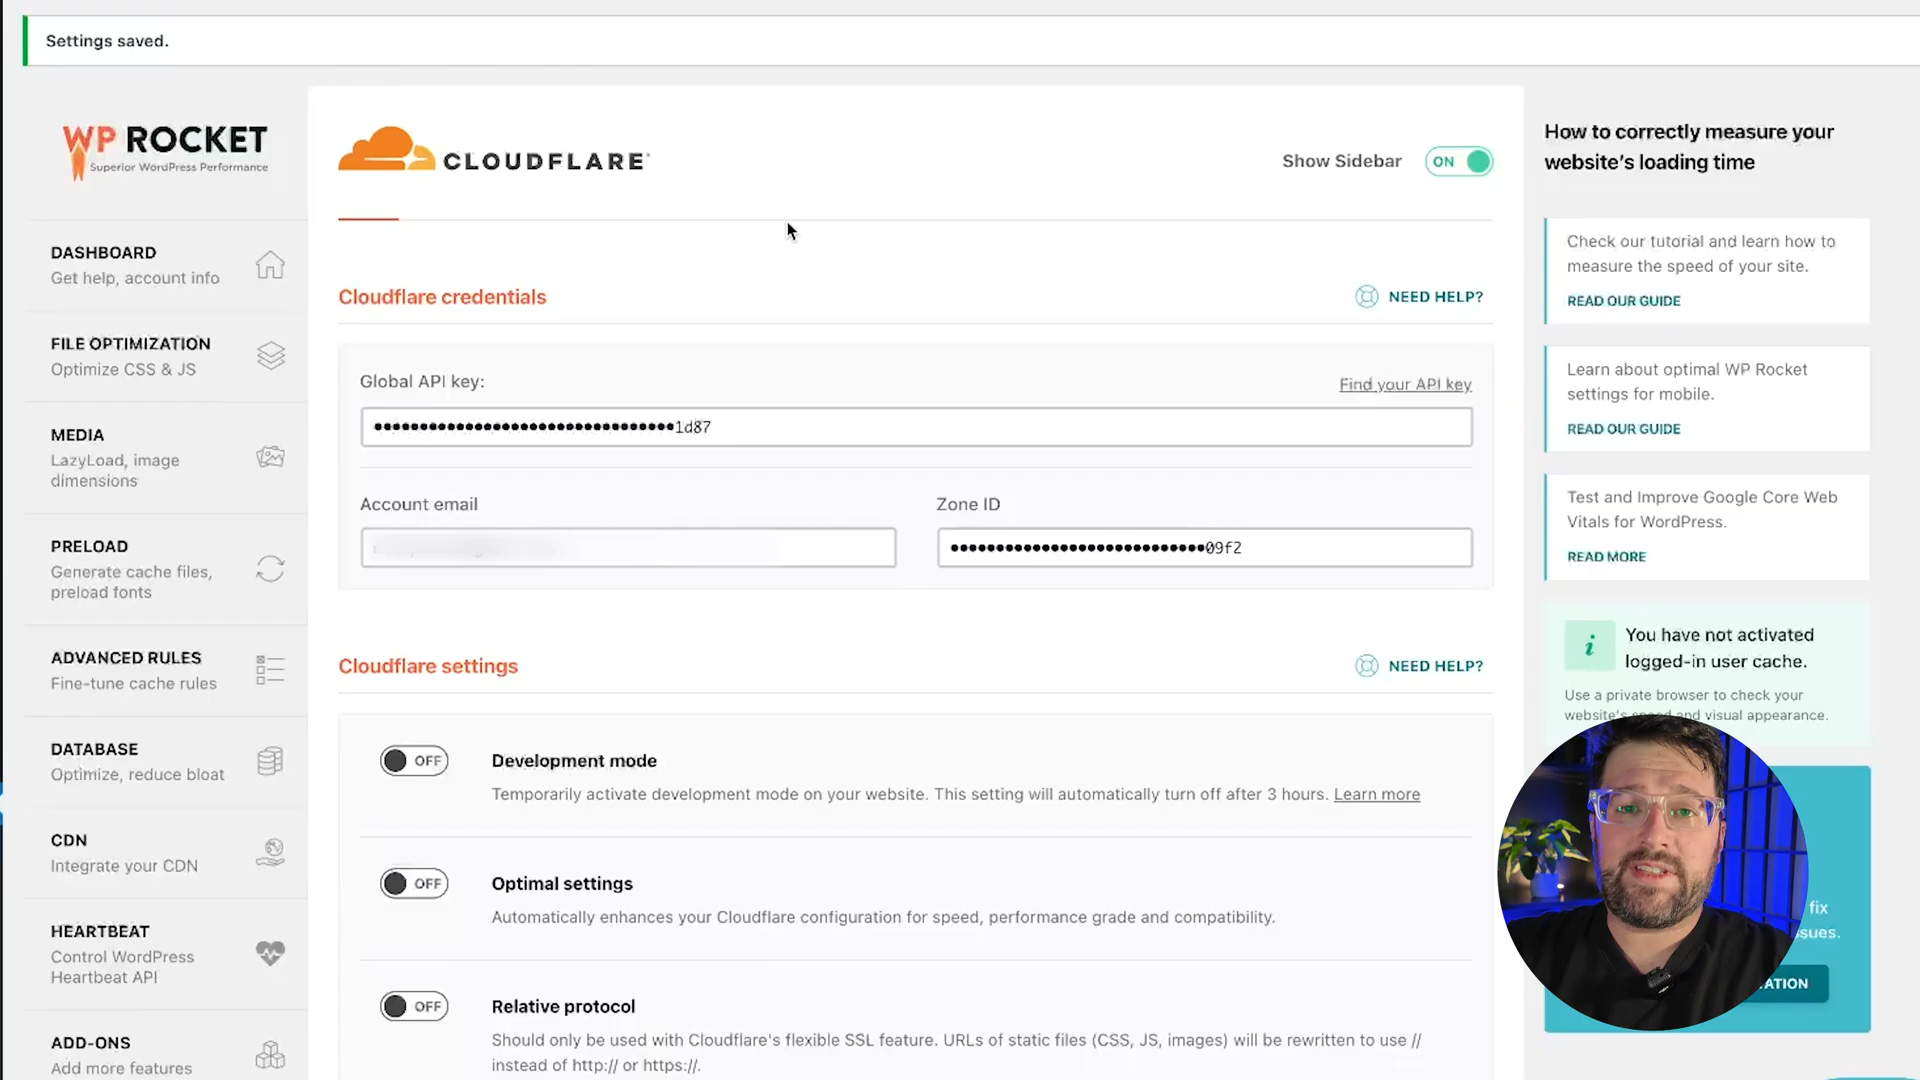 Settings saved.
WP ROCKET
Superior WordPress Performance
DASHBOARD
Get help, account info
FILE OPTIMIZATION
Optimize CSS & JS
MEDIA
LazyLoad, image
dimensions
PRELOAD
Generate cache files,
preload fonts
ADVANCED RULES
Fine-tune cache rules
DATABASE
Optimize, reduce bloat
CDN
Integrate your CDN
HEARTBEAT
Control WordPress
Heartbeat API
ADD-ONS
Add more features
CLOUDFLARE
Show Sidebar
ON
Cloudflare credentials
NEED HELP?
Global API key:
Find your API key
••••••••••••••••••••••••••••••••• 1d87
Account email
Zone ID
••••••••••••••••••••••••••••09f2
Cloudflare settings
NEED HELP?
OFF
Development mode
Temporarily activate development mode on your website. This setting will automatically turn off after 3 hours. Learn more
OFF
Optimal settings
Automatically enhances your Cloudflare configuration for speed, performance grade and compatibility.
OFF
Relative protocol
Should only be used with Cloudflare's flexible SSL feature. URLs of static files (CSS, JS, images) will be rewritten to use //
instead of http:// or https://.
How to correctly measure your
website's loading time
Check our tutorial and learn how to
measure the speed of your site.
READ OUR GUIDE
Learn about optimal WP Rocket
settings for mobile.
READ OUR GUIDE
Test and Improve Google Core Web
Vitals for WordPress.
READ MORE
i
You have not activated
logged-in user cache.
Use a private browser to check your
website's speed and visual appearance.
fix